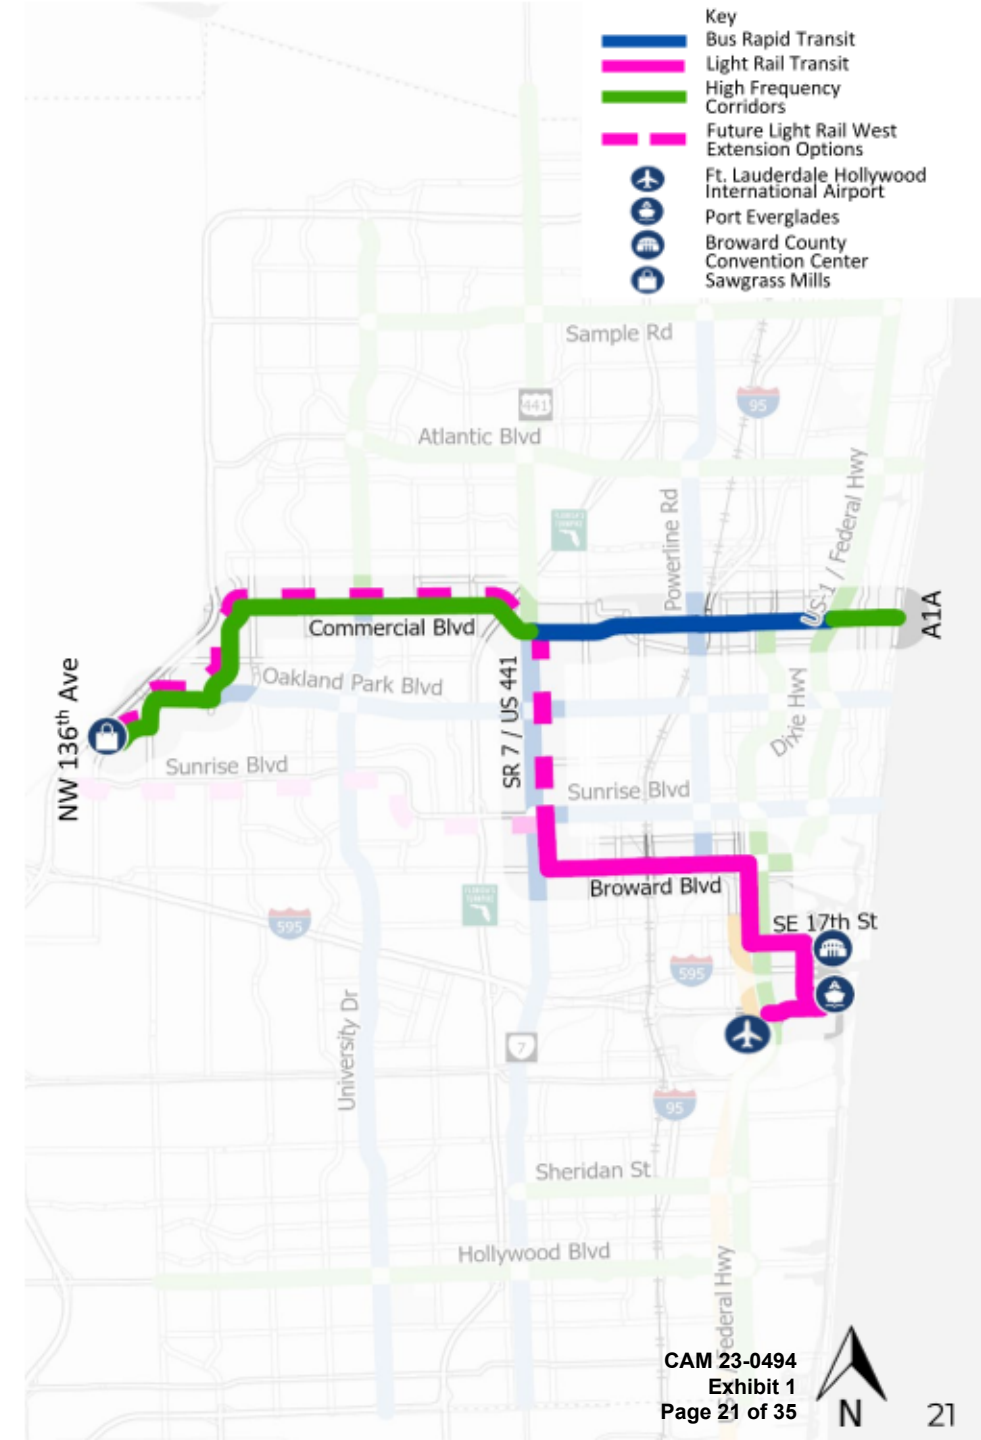 Key
Bus Rapid Transit
Light Rail Transit
High Frequency
Corridors
Future Light Rail West
Extension Options
Ft. Lauderdale Hollywood
International Airport
Port Everglades
Broward County
Convention Center
Sawgrass Mills
Sample Rd
441
95
Atlantic Blvd
Powerline Rd
US-1 / Federal Hwy
Commercial Blvd
A1A
NW 136th Ave
Oakland Park Blvd
SR 7 / US 441
Dixie Hwy
Sunrise Blvd
Sunrise Blvd
Broward Blvd
595
SE 17th St
595
University Dr
7
95
Sheridan St
Hollywood Blvd
Federal Hwy
CAM 23-0494
Exhibit 1
Page 21 of 35
N
21